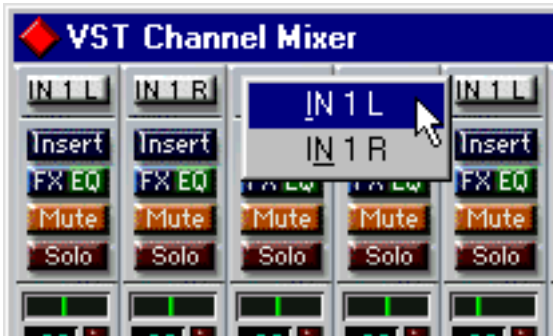 VST Channel Mixer
IN 1 L IN 1 R IN 1 L IN 1 L
IN 1 R
Insert Insert Insert
FX EQ FX EQ FX EQ FX EQ FX EQ
Mute Mute Mute Mute Mute
Solo Solo Solo Solo Solo